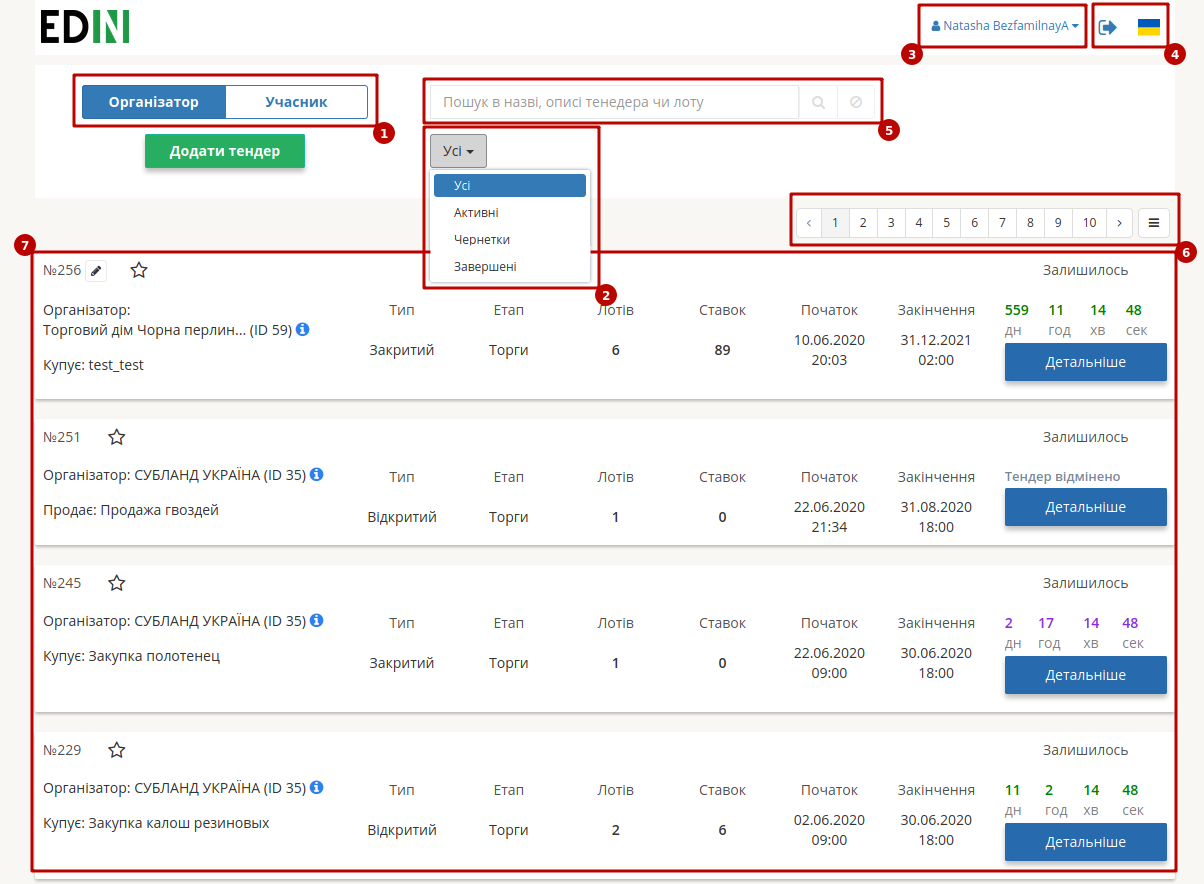 EDIN
Natasha BezfamilnayA
3
4
Організатор Учасник
Пошук в назві, описі тенедера чи лоту
1
5
Додати тендер
Усі
Усі
Активні
Чернетки
Завершені
2
‹ 1 2 3 4 5 6 7 8 9 10 ›
6
7
№256 Залишилось
Організатор: Тип Етап Лотів Ставок Початок Закінчення 559 11 14 48
Торговий дім Чорна перлин... (ID 59) дн год хв сек
Закритий Торги 6 89 10.06.2020 31.12.2021
20:03 02:00
Купує: test_test Детальніше
№251 Залишилось
Організатор: СУБЛАНД УКРАЇНА (ID 35) Тип Етап Лотів Ставок Початок Закінчення Тендер відмінено
Продає: Продажа гвоздей Відкритий Торги 1 0 22.06.2020 31.08.2020 Детальніше
21:34 18:00
№245 Залишилось
Організатор: СУБЛАНД УКРАЇНА (ID 35) Тип Етап Лотів Ставок Початок Закінчення 2 17 14 48
дн год хв сек
Купує: Закупка полотенец Закритий Торги 1 0 22.06.2020 30.06.2020
09:00 18:00 Детальніше
№229 Залишилось
Організатор: СУБЛАНД УКРАЇНА (ID 35) Тип Етап Лотів Ставок Початок Закінчення 11 2 14 48
дн год хв сек
Купує: Закупка калош резиновых Відкритий Торги 2 6 02.06.2020 30.06.2020
09:00 18:00 Детальніше